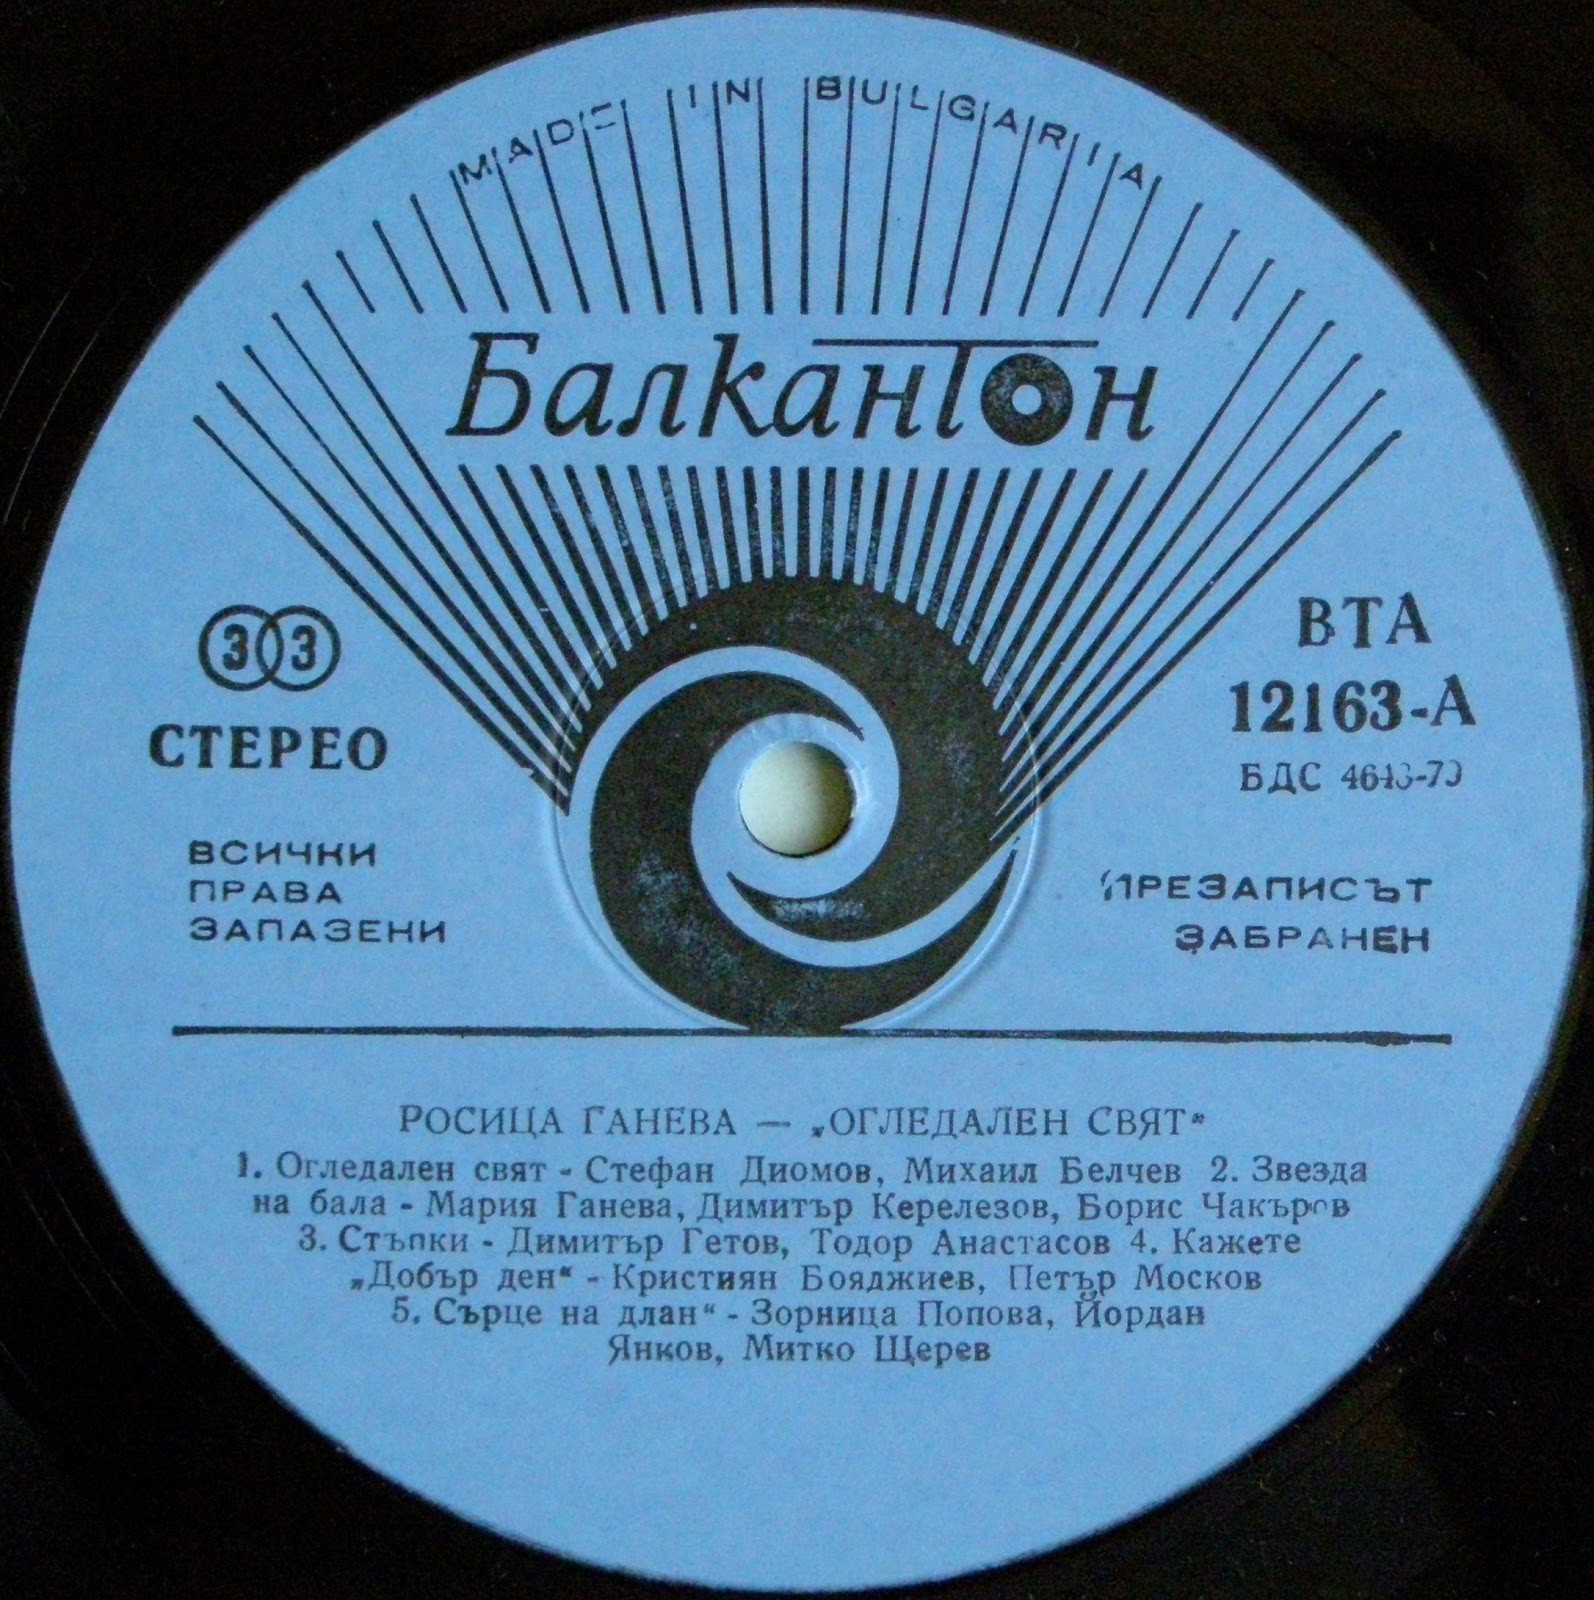 MADE IN BULGARIA
Балкантон
33
СТЕРЕО
ВТА
12163-А
БДС
ВСИЧКИ
ПРАВА
ЗАПАЗЕНИ
ПРЕЗАПИСЪТ
ЗАБРАНЕН
РОСИЦА ГАНЕВА — „ОГЛЕДАЛЕН СВЯТ“
1. Огледален свят - Стефан Диомов, Михаил Белчев 2. Звезда
на бала - Мария Ганева, Димитър Керелезов, Борис Чакъров
3. Стъпки - Димитър Гетов, Тодор Анастасов 4. Кажете
„Добър ден“ - Кристиян Бояджиев, Петър Москов
5. Сърце на длан“ - Зорница Попова, Йордан
Янков, Митко Щерев